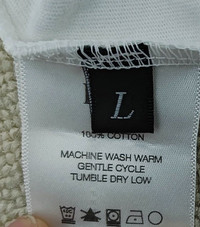 L
100% COTTON
MACHINE WASH WARM
GENTLE CYCLE
TUMBLE DRY LOW